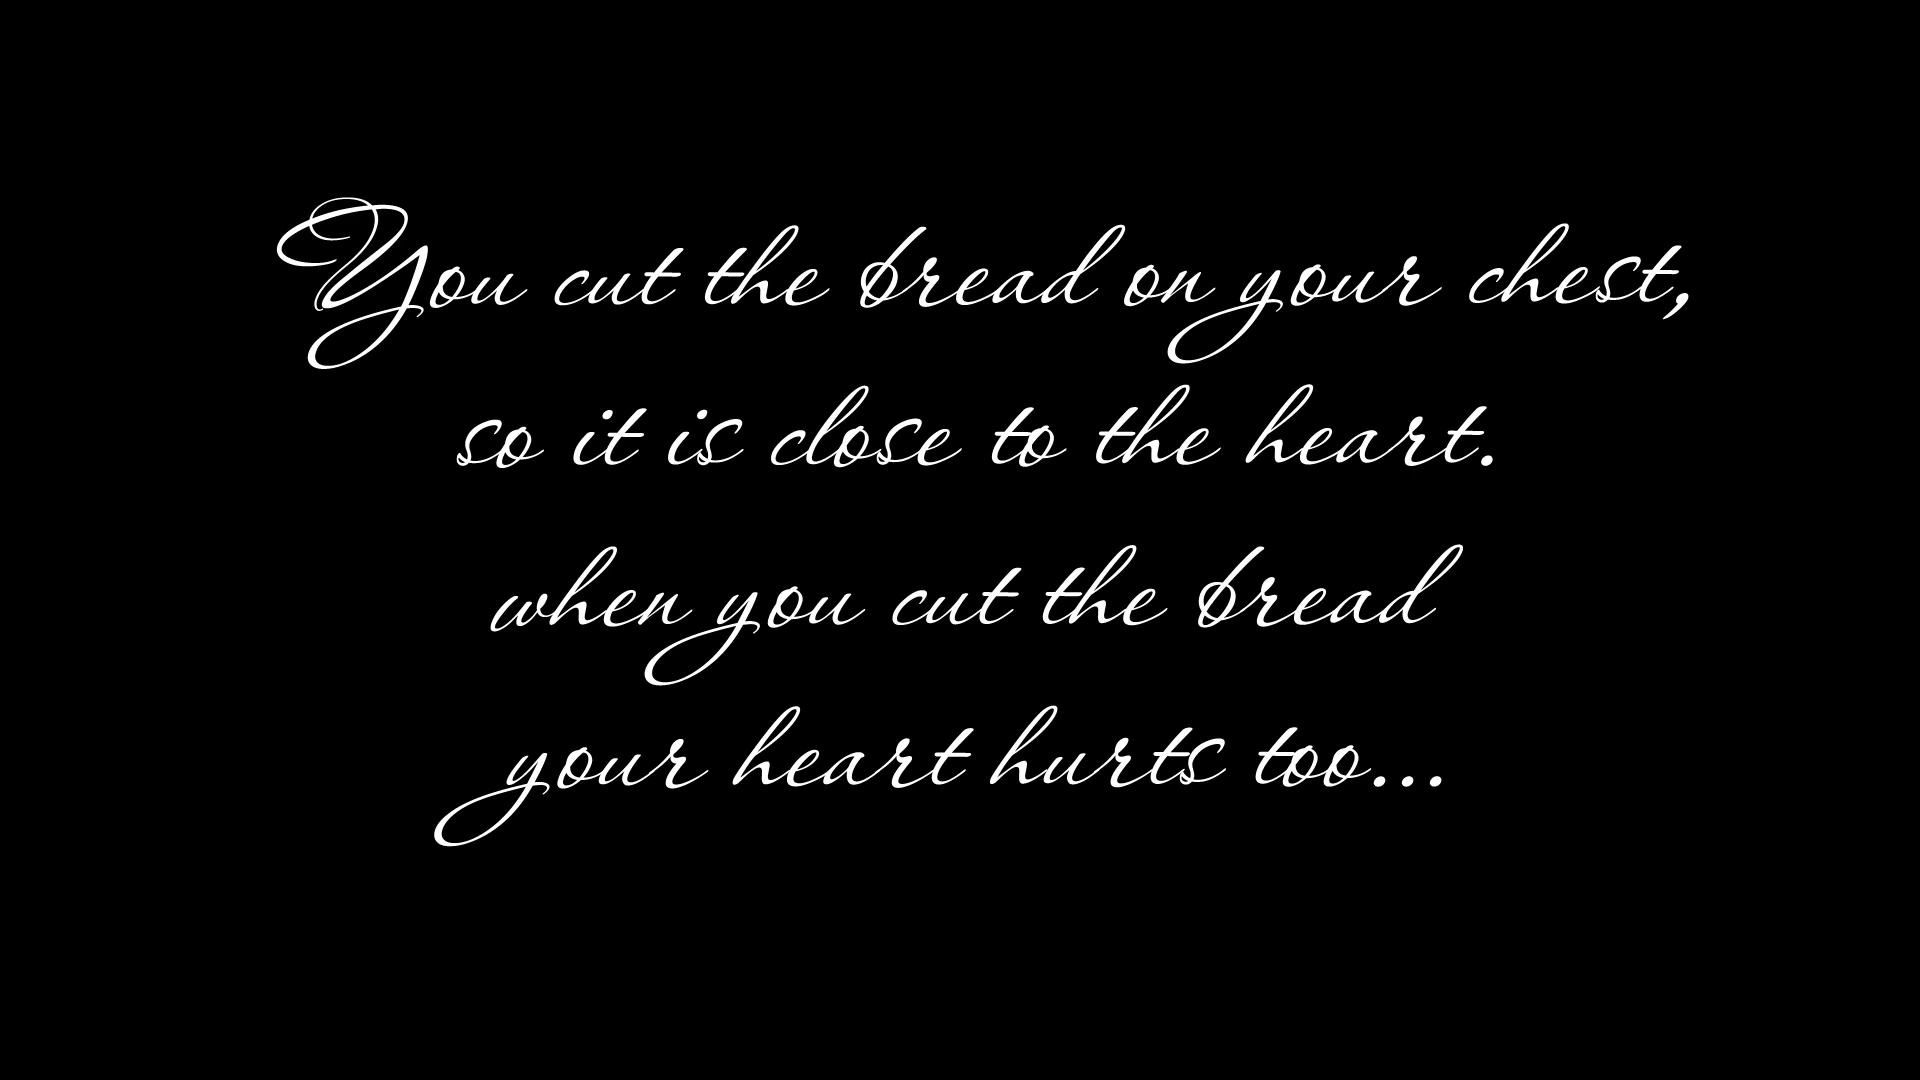 You cut the bread on your chest,
so it is close to the heart.
when you cut the bread
your heart hurts too...